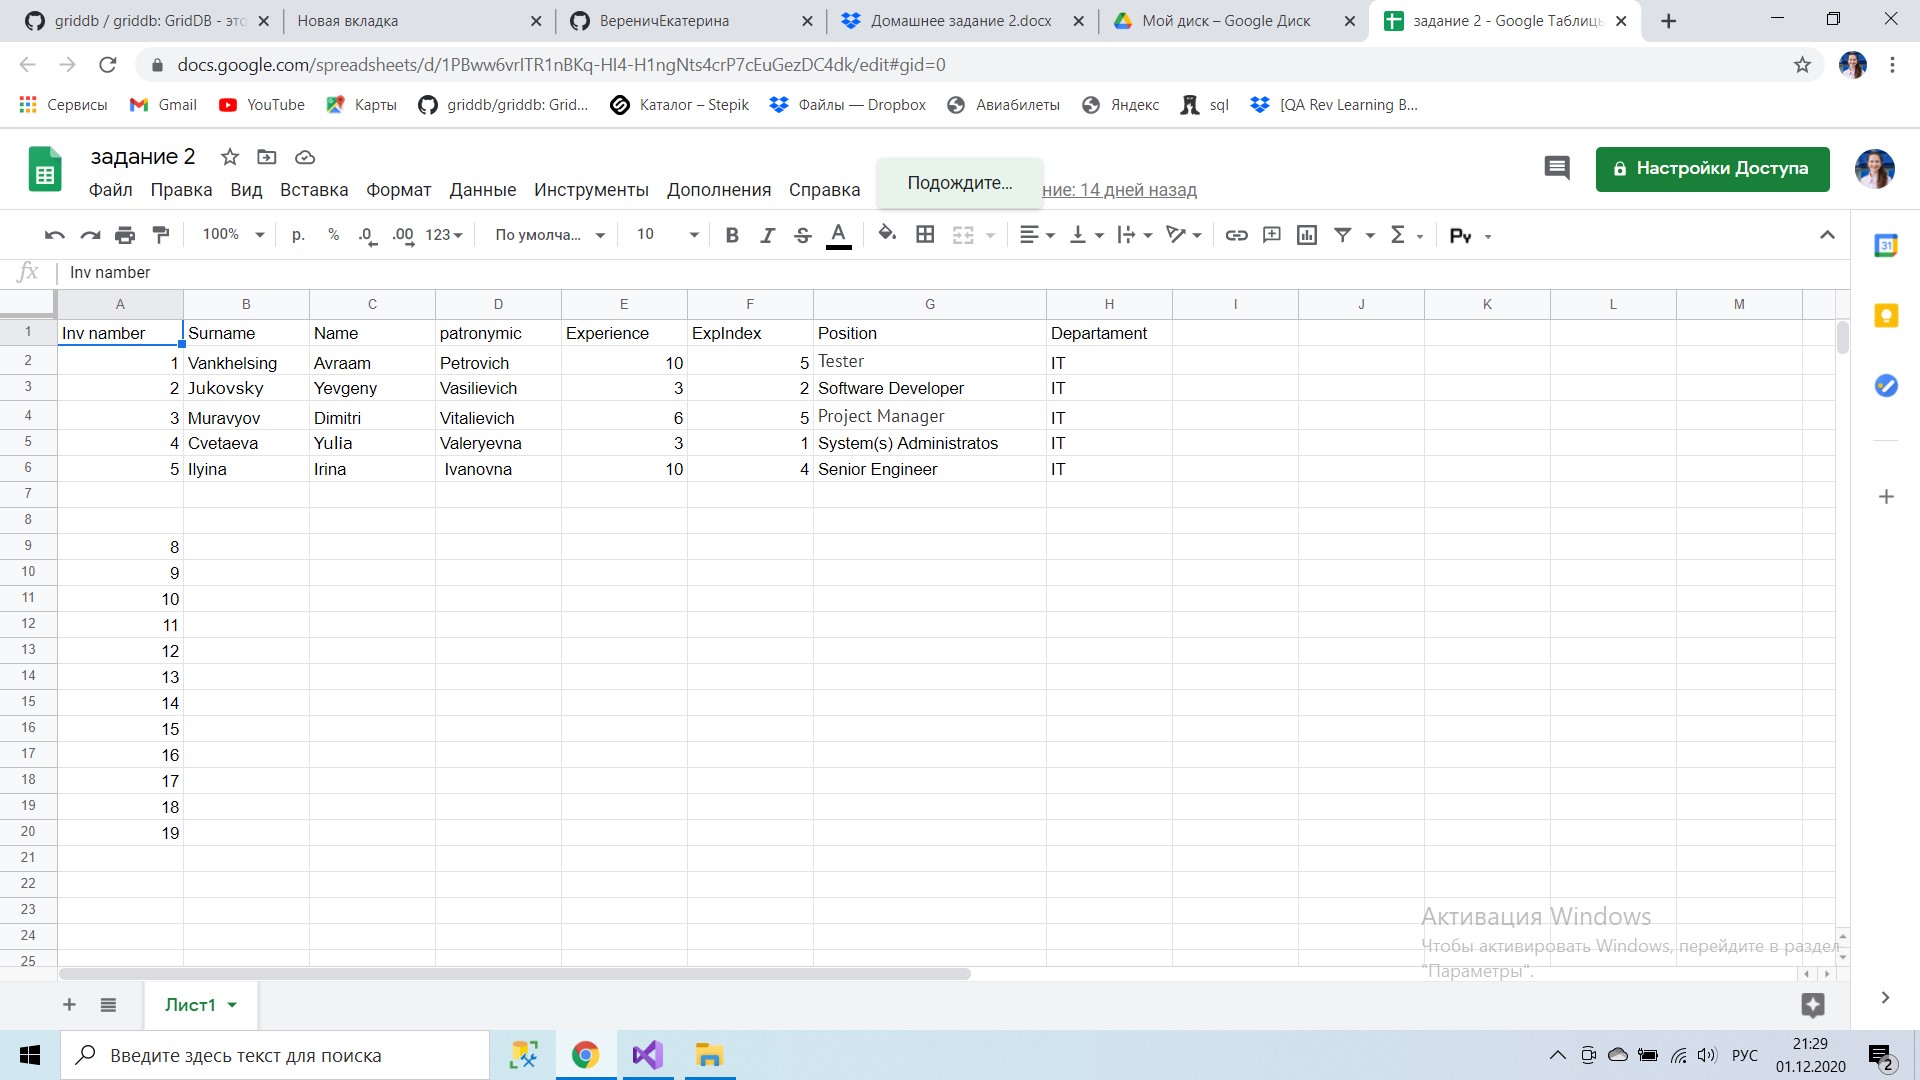 griddb / griddb: GridDB - это Новая вкладка ВереничЕкатерина Домашнее задание 2.docx Мой диск – Google Диск задание 2 - Google Таблицы
docs.google.com/spreadsheets/d/1PBww6vrITR1nBKq-HI4-H1ngNts4crP7cEuGezDC4dk/edit#gid=0
Сервисы Gmail YouTube Карты griddb/griddb: Grid... Каталог – Stepik Файлы — Dropbox Авиабилеты Яндекс sql [QA Rev Learning B...
задание 2
Файл Правка Вид Вставка Формат Данные Инструменты Дополнения Справка Подождите... ние: 14 дней назад
Настройки Доступа
100% р. % .0 .00 123 По умолча... 10 B I S A Σ Py
31
fx Inv namber
A B C D E F G H I J K L M
1 Inv namber Surname Name patronymic Experience ExpIndex Position Departament
2 1 Vankhelsing Avraam Petrovich 10 5 Tester IT
3 2 Jukovsky Yevgeny Vasilievich 3 2 Software Developer IT
4 3 Muravyov Dimitri Vitalievich 6 5 Project Manager IT
5 4 Cvetaeva Yulia Valeryevna 3 1 System(s) Administratos IT
6 5 Ilyina Irina Ivanovna 10 4 Senior Engineer IT
7
8
9 8
10 9
11 10
12 11
13 12
14 13
15 14
16 15
17 16
18 17
19 18
20 19
21
22
23
24
25
Активация Windows
Чтобы активировать Windows, перейдите в раздел
"Параметры".
Лист1
Введите здесь текст для поиска
РУС
21:29
01.12.2020
2